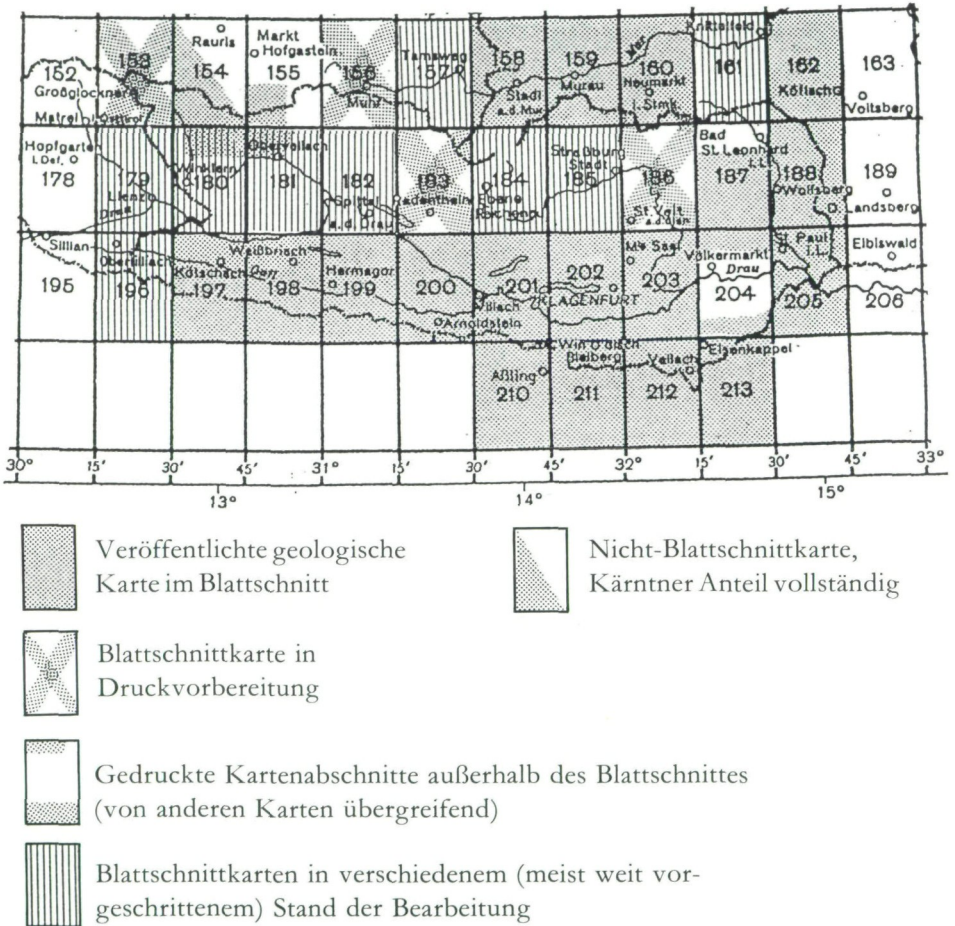 Rauris
Markt
Hofgastein
Tamsweg
Knittelfeld
152 153 154 155 156 157 158 159 160 161 162 163
Großglockner
Muhr
Stadl
a.d.Mur
Murau
Mur
Neumarkt
i. Stmk.
Köflach
Voitsberg
Matrei i. Osttirol
Hopfgarten
i. Def.
Winklern
Obervellach
Straßburg
Stadt
Bad
St. Leonhard
i. L.
178 179 180 181 182 183 184 185 186 187 188 189
Lienz
Drau
Spittal
a. d. Drau
Radenthein
Ebene
Reichenau
St. Veit
a.d. Glan
Wolfsberg
D. Landsberg
Sillian
Obertilliach
Weißbriach
Kötschach
Gail
Hermagor
St. Paul
i.L.
Eibiswald
Völkermarkt
Drau
195 196 197 198 199 200 201 202 203 204 205 206
Villach
KLAGENFURT
Arnoldstein
Windisch
Bleiberg
Vellach
Eisenkappel
Aßling
210 211 212 213
30° 15' 30' 45' 31° 15' 30' 45' 32° 15' 30' 45' 33°
13° 14° 15°
Veröffentlichte geologische
Karte im Blattschnitt
Nicht-Blattschnittkarte,
Kärntner Anteil vollständig
Blattschnittkarte in
Druckvorbereitung
Gedruckte Kartenabschnitte außerhalb des Blattschnittes
(von anderen Karten übergreifend)
Blattschnittkarten in verschiedenem (meist weit vor-
geschrittenem) Stand der Bearbeitung